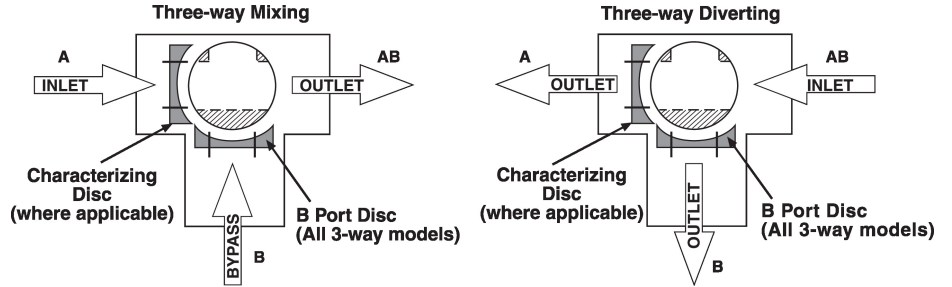 Three-way Mixing
A
AB
INLET
OUTLET
Characterizing
Disc
(where applicable)
B Port Disc
(All 3-way models)
BYPASS
B
Three-way Diverting
A
AB
OUTLET
INLET
Characterizing
Disc
(where applicable)
B Port Disc
(All 3-way models)
OUTLET
B